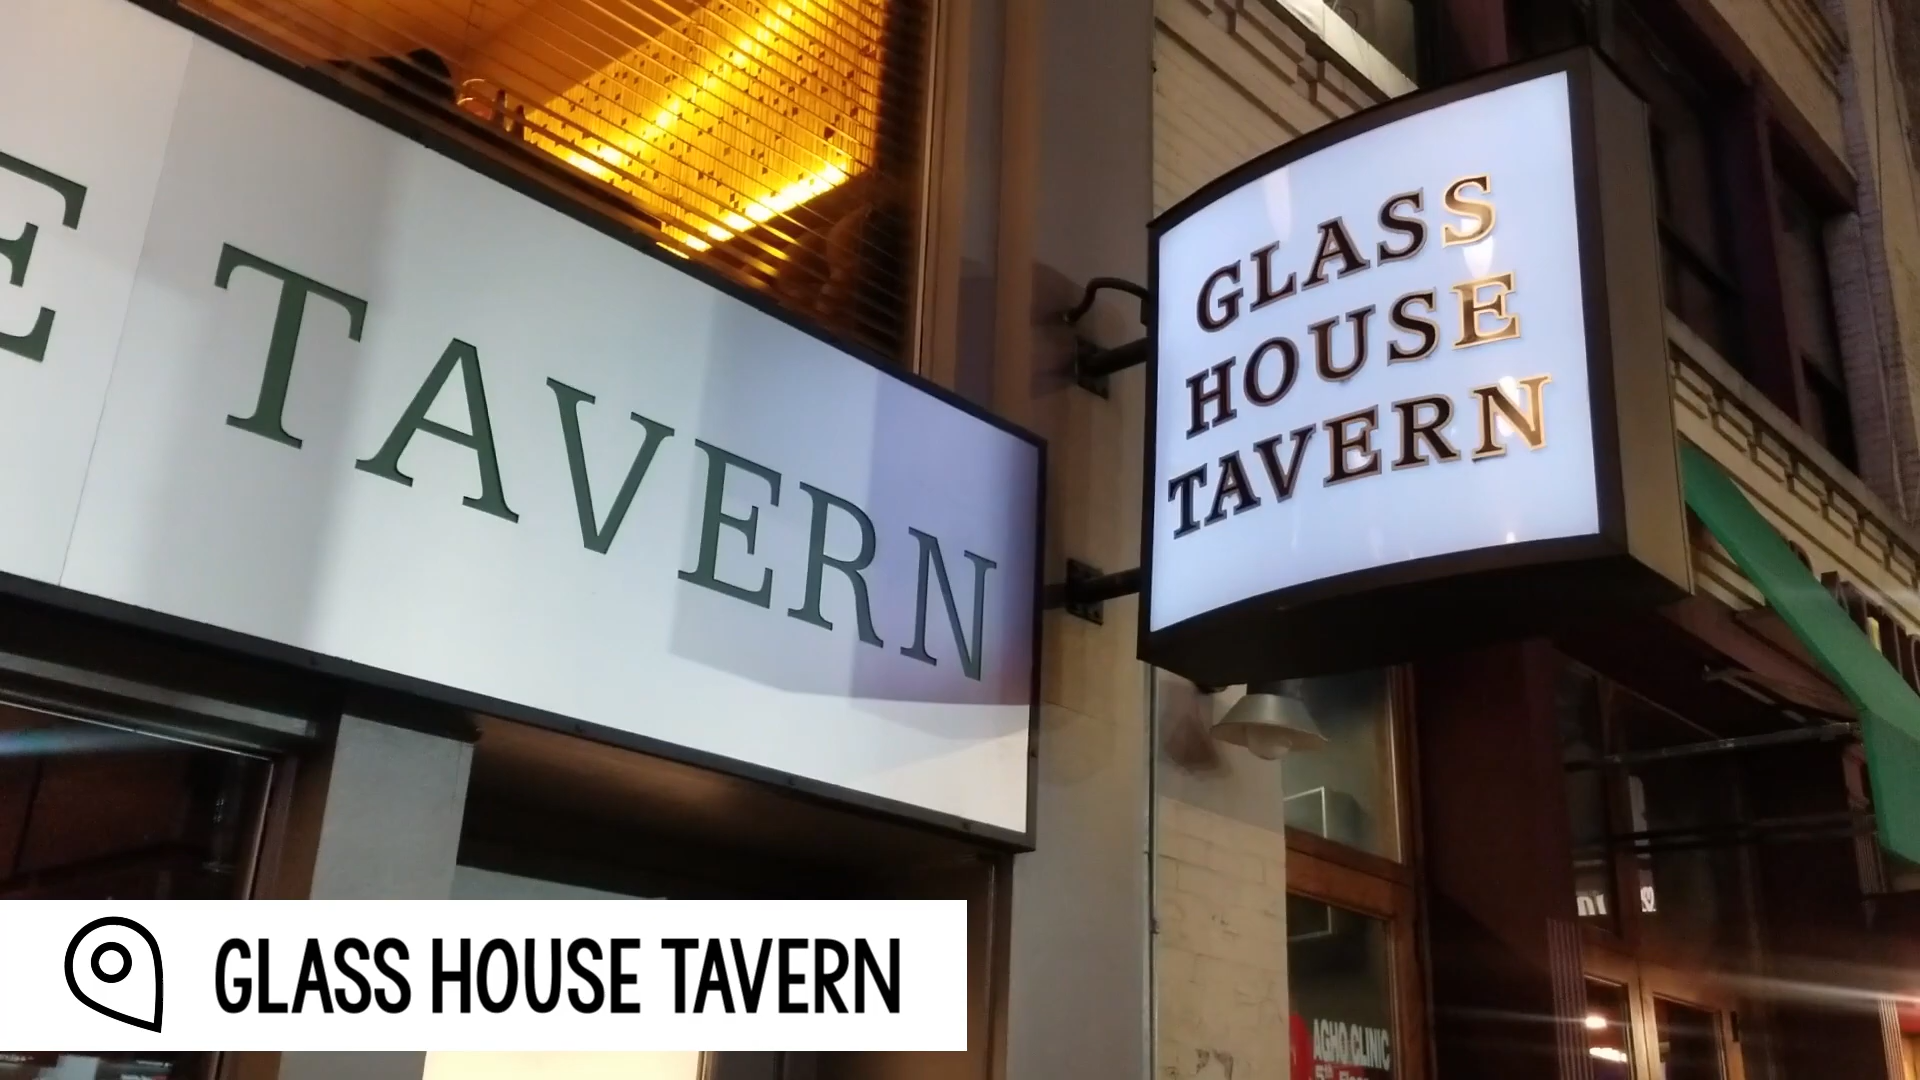 E TAVERN
GLASS
HOUSE
TAVERN
GLASS HOUSE TAVERN
AGHO CLINIC